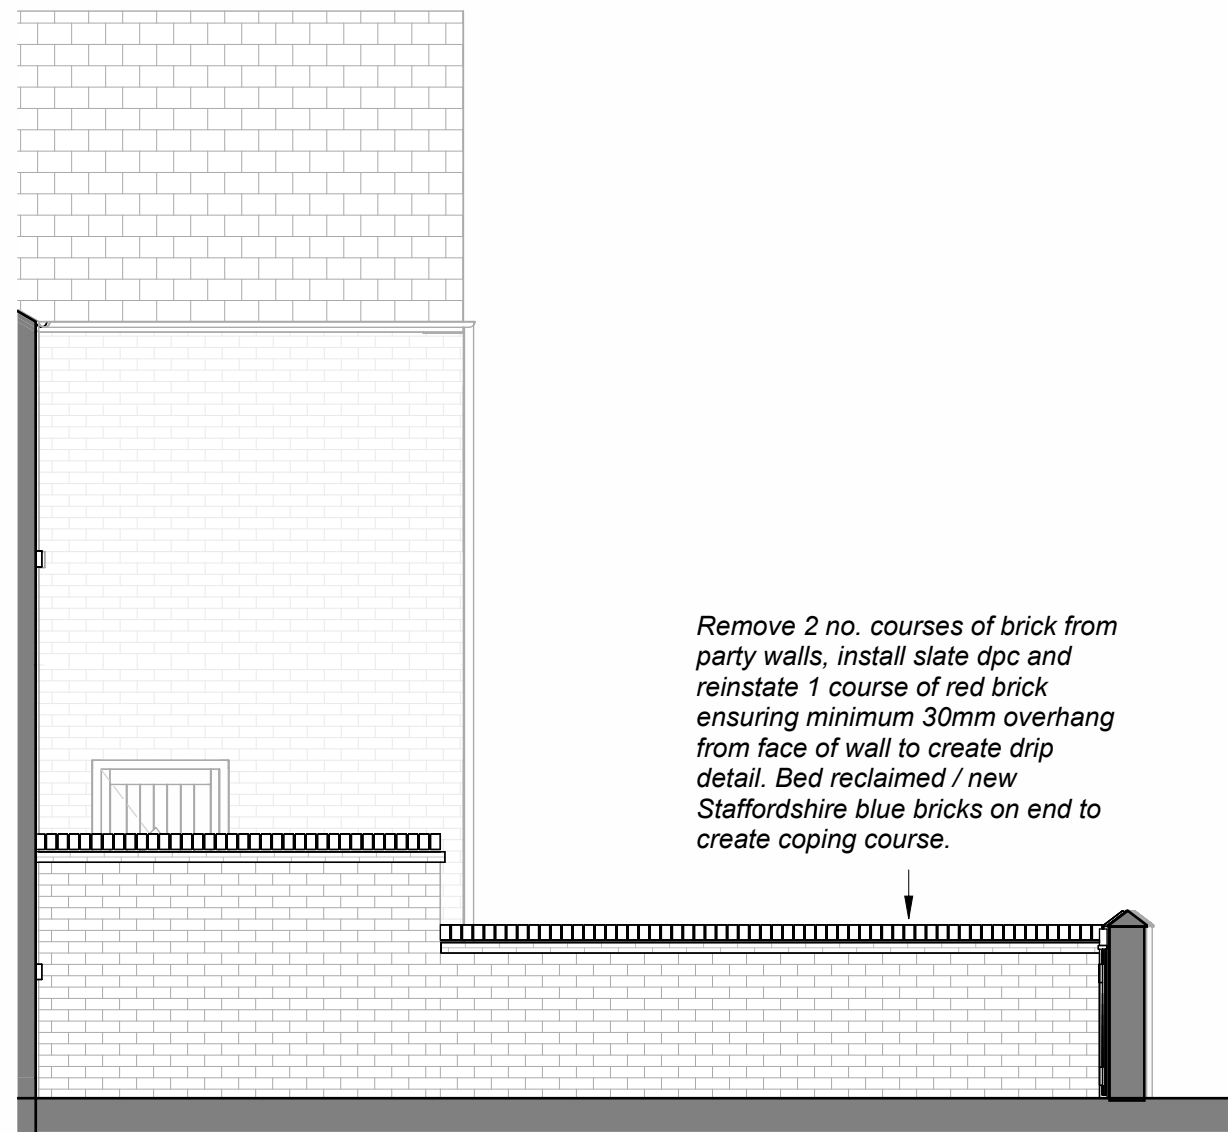 Remove 2 no. courses of brick from
party walls, install slate dpc and
reinstate 1 course of red brick
ensuring minimum 30mm overhang
from face of wall to create drip
detail. Bed reclaimed / new
Staffordshire blue bricks on end to
create coping course.